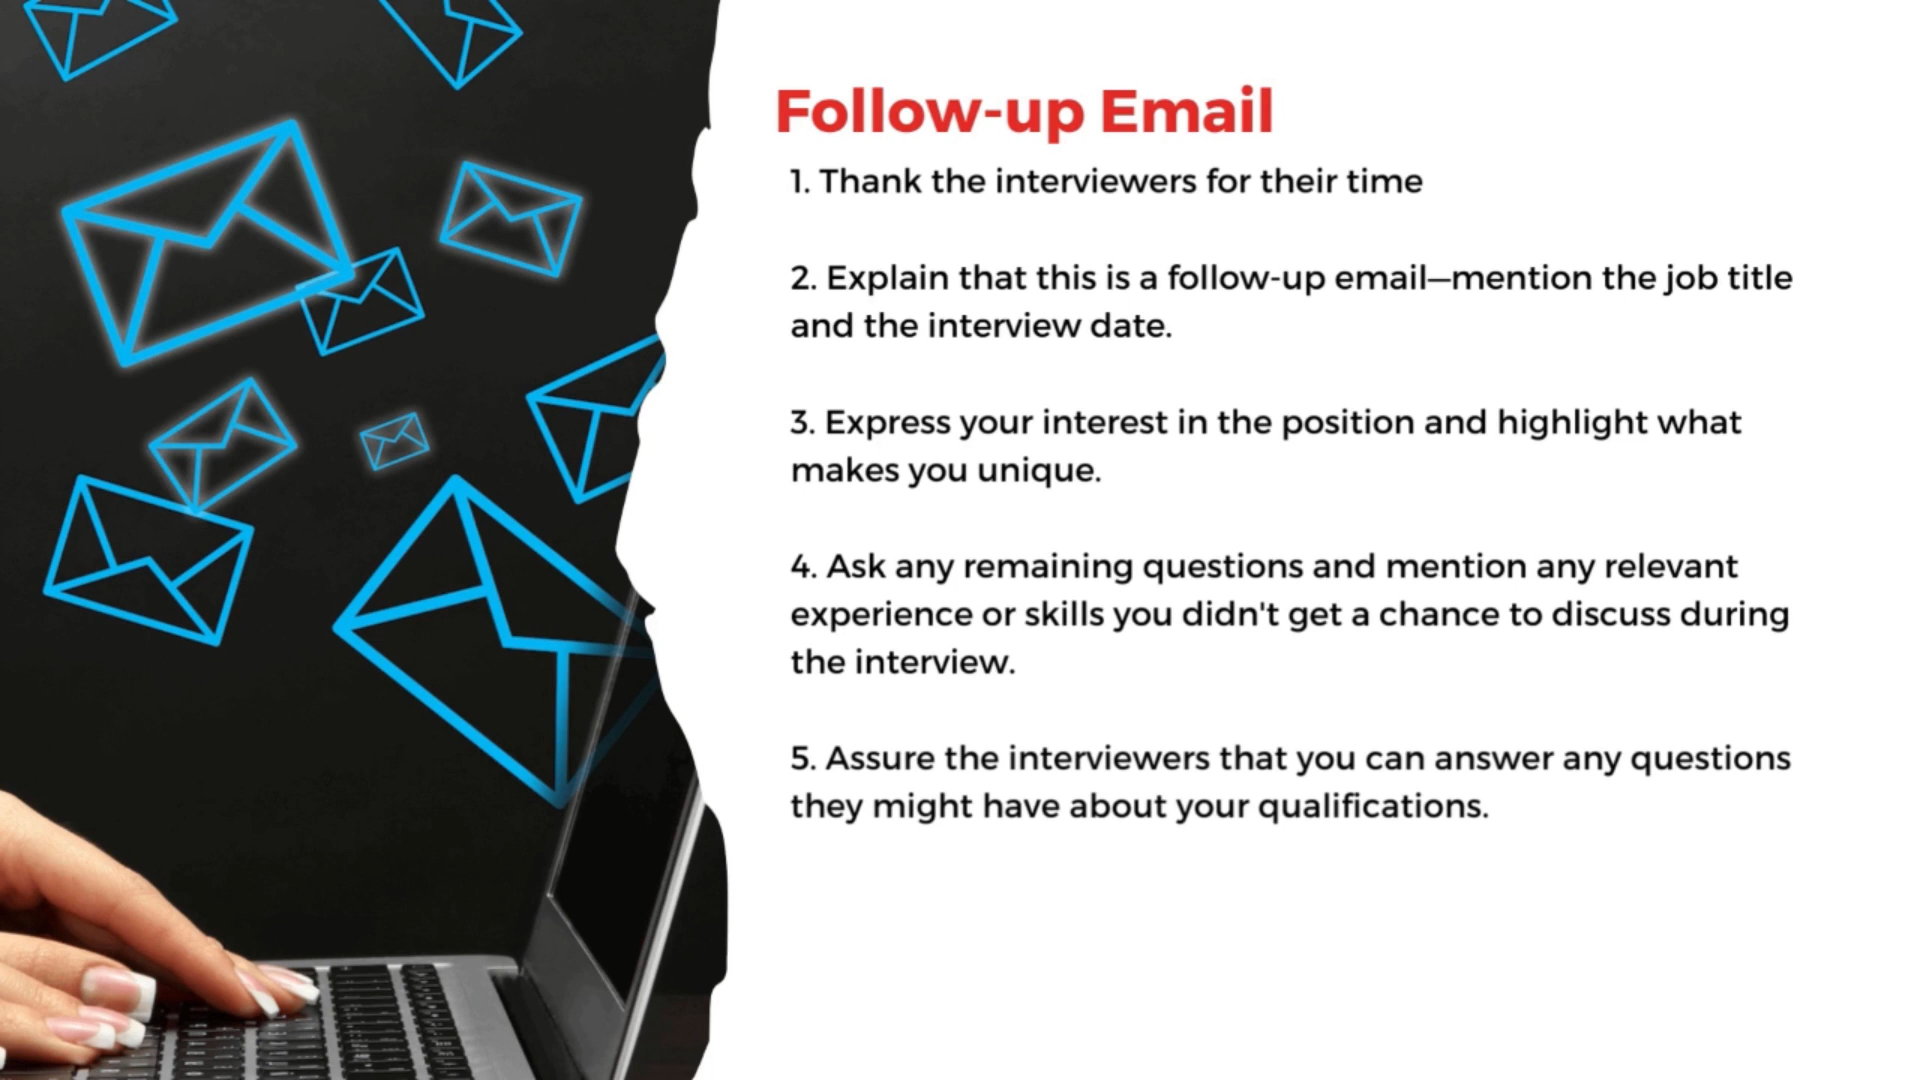 Follow-up Email
1. Thank the interviewers for their time
2. Explain that this is a follow-up email—mention the job title
and the interview date.
3. Express your interest in the position and highlight what
makes you unique.
4. Ask any remaining questions and mention any relevant
experience or skills you didn't get a chance to discuss during
the interview.
5. Assure the interviewers that you can answer any questions
they might have about your qualifications.